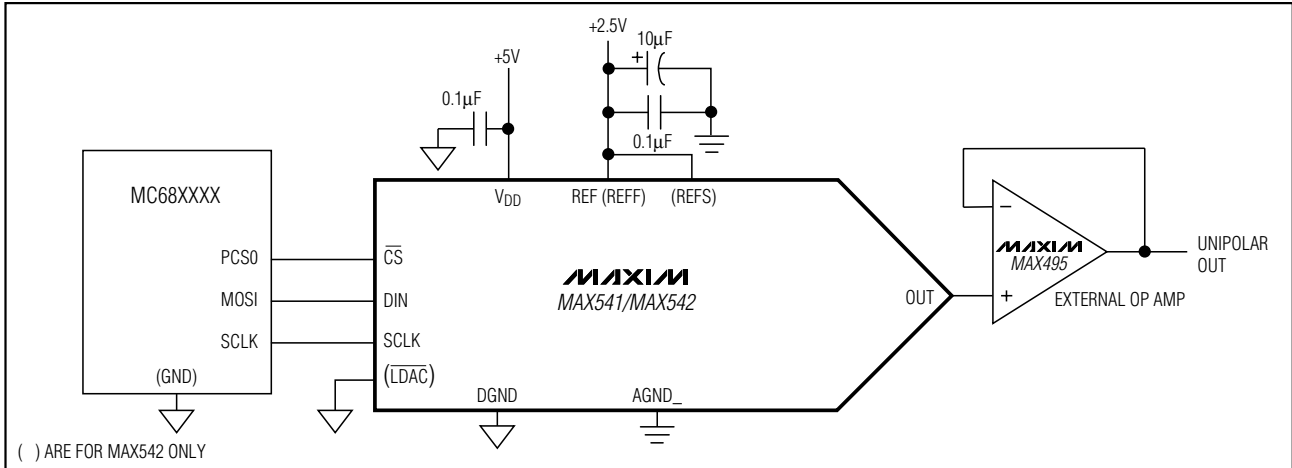 +2.5V
10µF
+5V
+
0.1µF
0.1µF
MC68XXXX
VDD
REF (REFF)
(REFS)
PCS0
CS
MAXIM
MAX541/MAX542
MOSI
DIN
OUT
SCLK
SCLK
(LDAC)
(GND)
DGND
AGND_
−
MAXIM
MAX495
+
EXTERNAL OP AMP
UNIPOLAR
OUT
( ) ARE FOR MAX542 ONLY